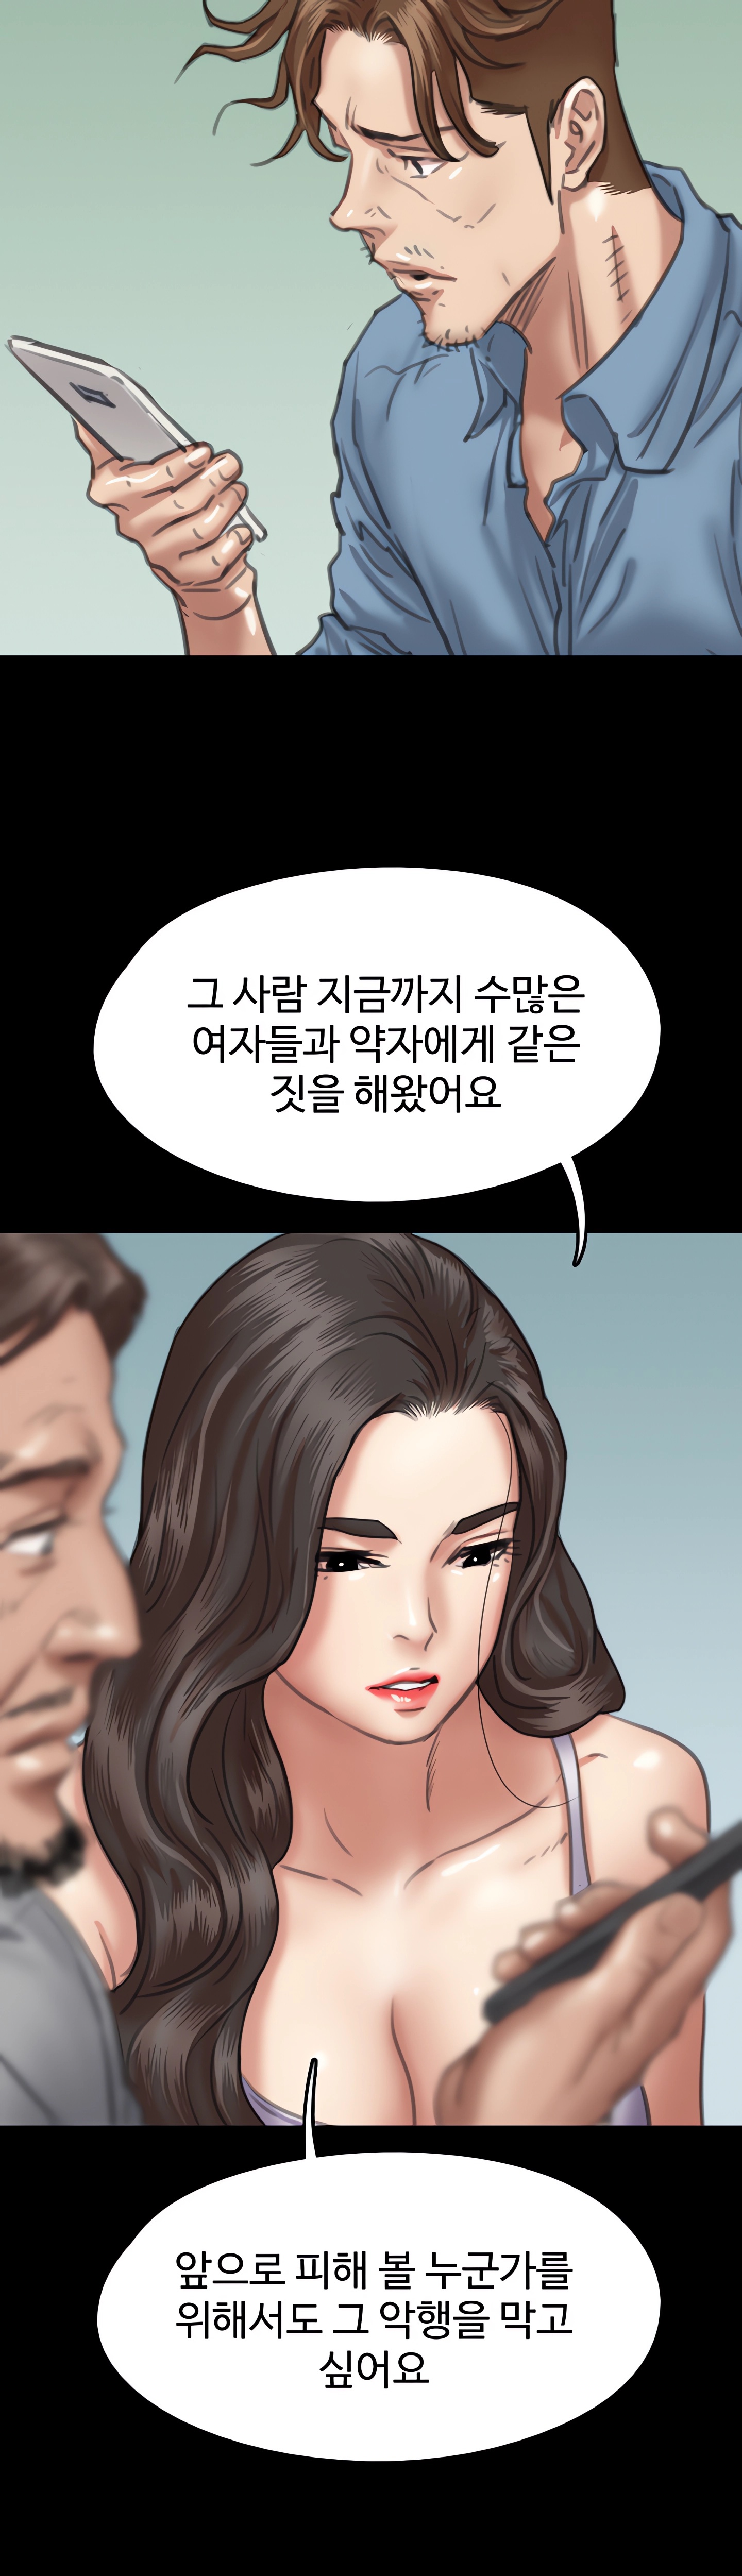 그 사람 지금까지 수많은
여자들과 약자에게 같은
짓을 해왔어요
앞으로 피해 볼 누군가를
위해서도 그 악행을 막고
싶어요